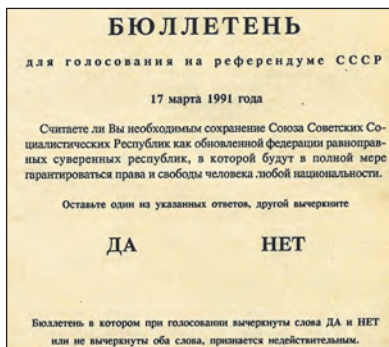 БЮЛЛЕТЕНЬ
для голосования на референдуме СССР
17 марта 1991 года
Считаете ли Вы необходимым сохранение Союза Советских Со-
циалистических Республик как обновленной федерации равноправ-
ных суверенных республик, в которой будут в полной мере
гарантироваться права и свободы человека любой национальности.
Оставьте один из указанных ответов, другой вычеркните
ДА НЕТ
Бюллетень в котором при голосовании вычеркнуты слова ДА и НЕТ
или не вычеркнуты оба слова, признается недействительным.